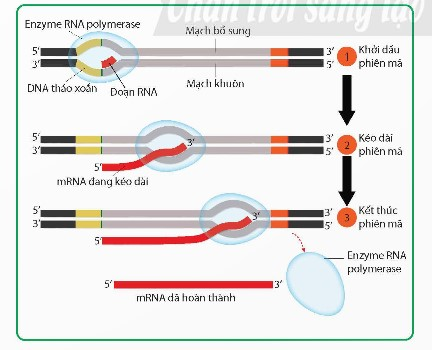 Chân trời sáng tạo
Enzyme RNA polymerase
Mạch bổ sung
5′ 3′
3′ 5′
DNA tháo xoắn
Đoạn RNA
Mạch khuôn
1 Khởi đầu
phiên mã
5′ 3′
3′ 3′ 5′
5′
mRNA đang kéo dài
2 Kéo dài
phiên mã
5′ 3′
3′ 3′ 5′
5′
3 Kết thúc
phiên mã
Enzyme RNA
polymerase
5′ 3′
mRNA đã hoàn thành